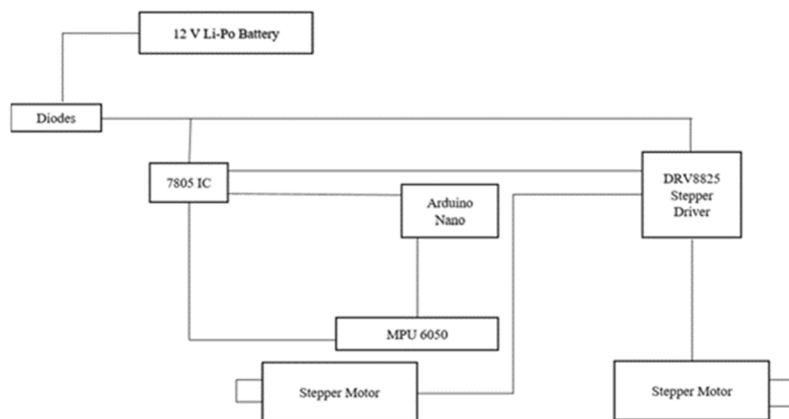 12 V Li-Po Battery
Diodes
7805 IC
Arduino
Nano
DRV8825
Stepper
Driver
MPU 6050
Stepper Motor
Stepper Motor